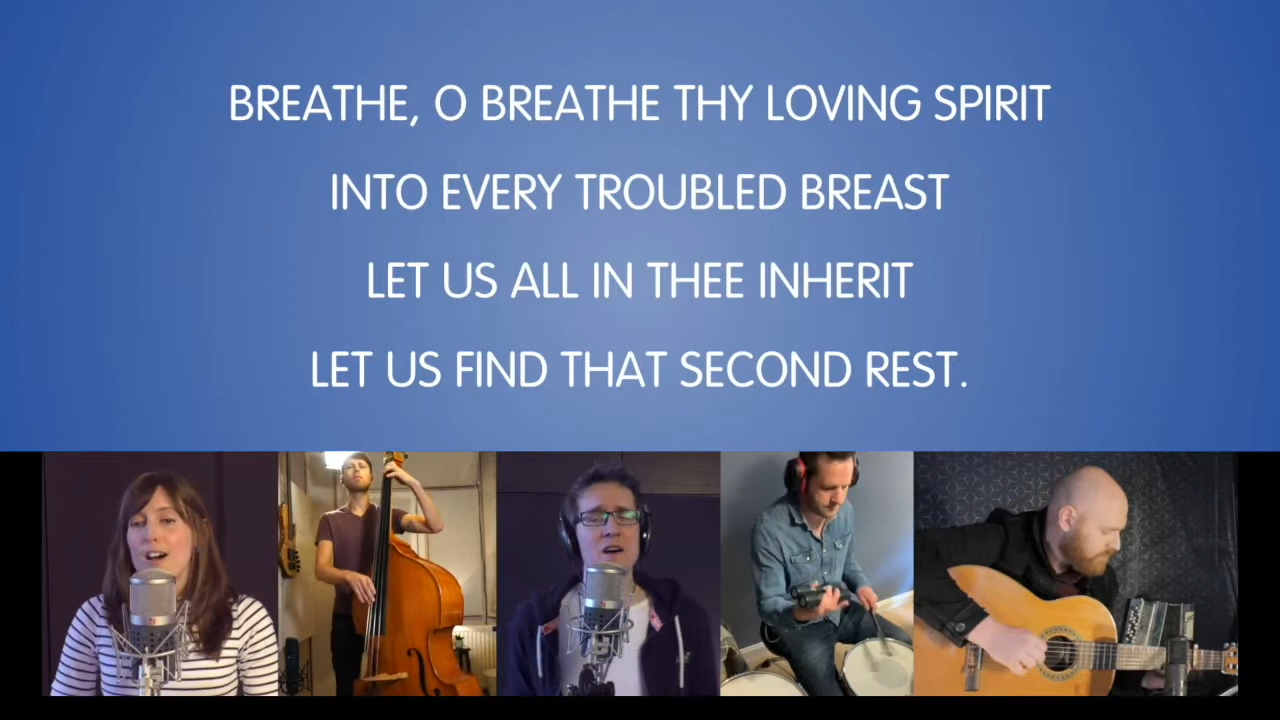 BREATHE, O BREATHE THY LOVING SPIRIT
INTO EVERY TROUBLED BREAST
LET US ALL IN THEE INHERIT
LET US FIND THAT SECOND REST.